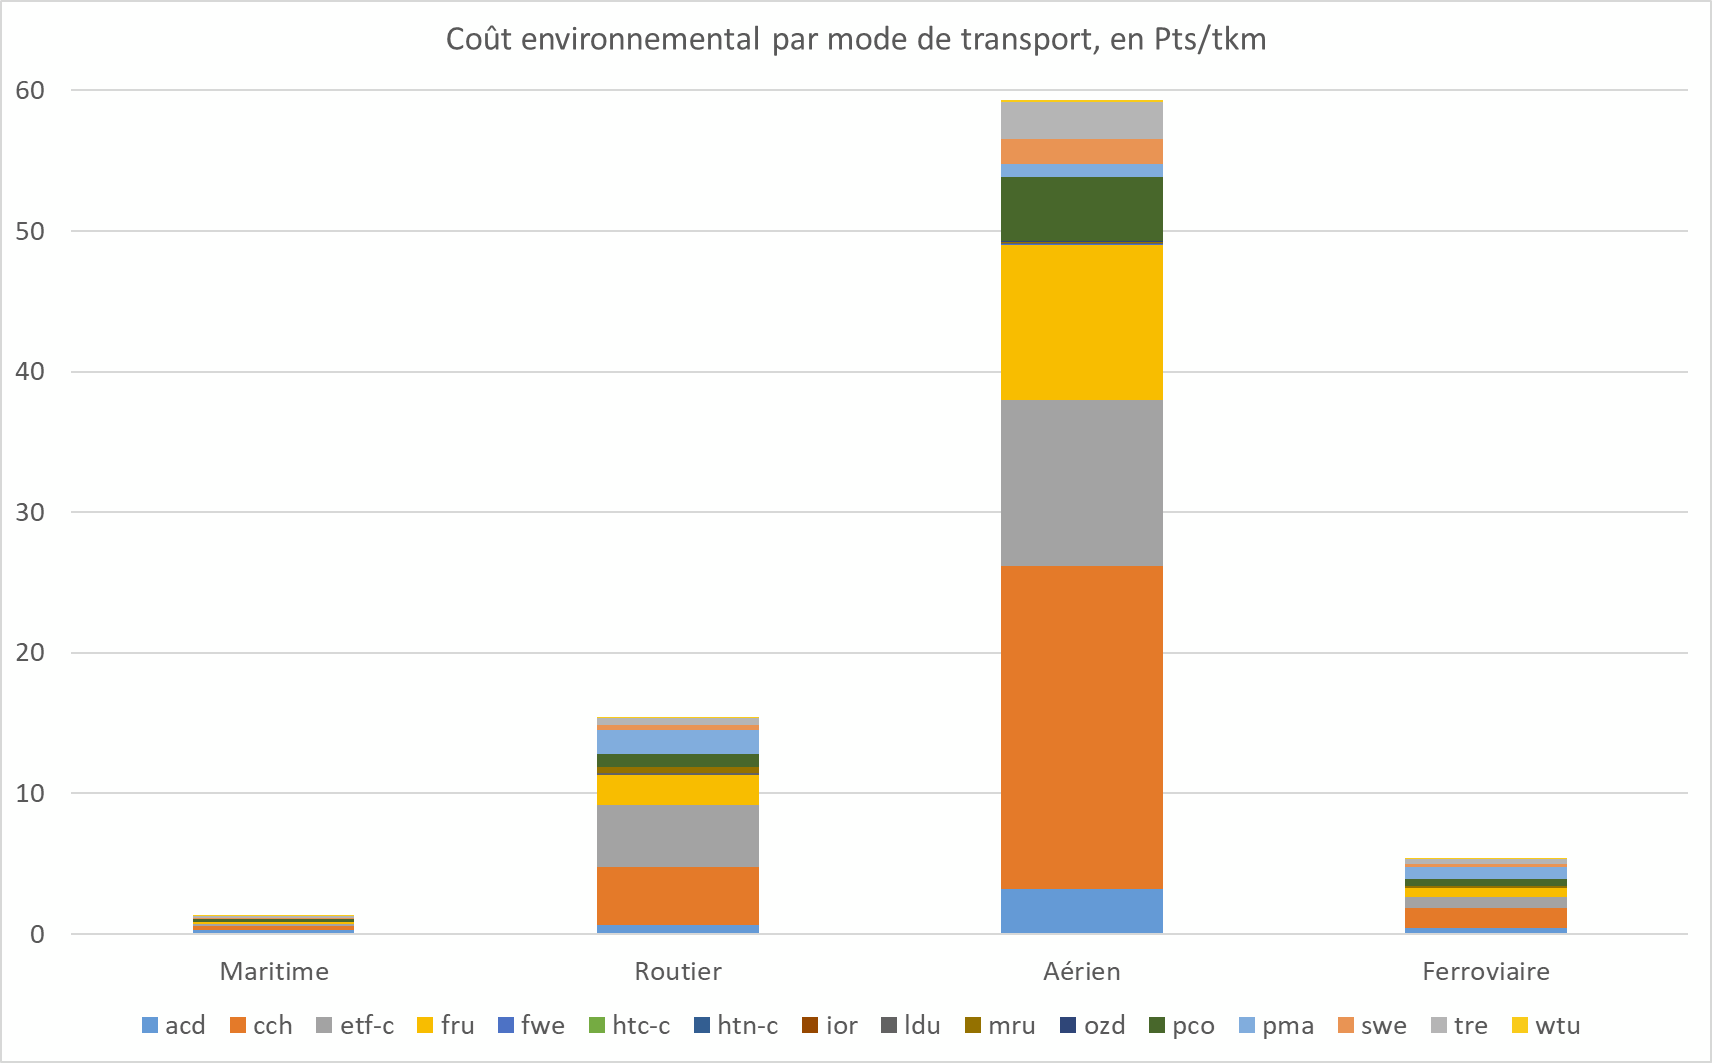 Coût environnemental par mode de transport, en Pts/tkm
60
50
40
30
20
10
0
Maritime Routier Aérien Ferroviaire
acd cch etf-c fru fwe htc-c htn-c ior ldu mru ozd pco pma swe tre wtu